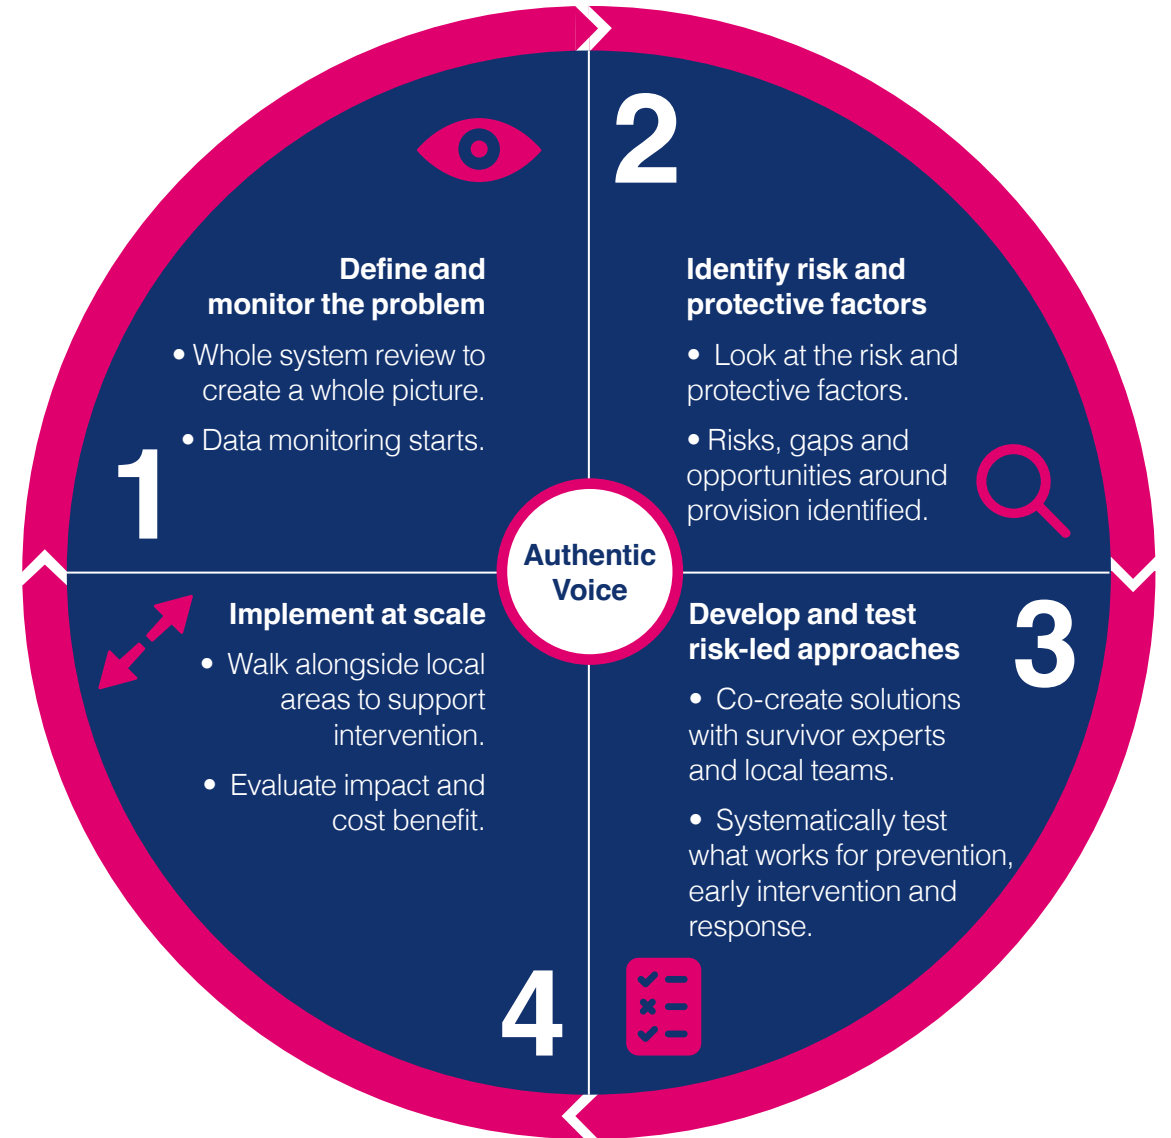 1
Define and
monitor the problem
• Whole system review to
create a whole picture.
• Data monitoring starts.
2
Identify risk and
protective factors
• Look at the risk and
protective factors.
• Risks, gaps and
opportunities around
provision identified.
Authentic
Voice
3
Develop and test
risk-led approaches
• Co-create solutions
with survivor experts
and local teams.
• Systematically test
what works for prevention,
early intervention and
response.
4
Implement at scale
• Walk alongside local
areas to support
intervention.
• Evaluate impact and
cost benefit.